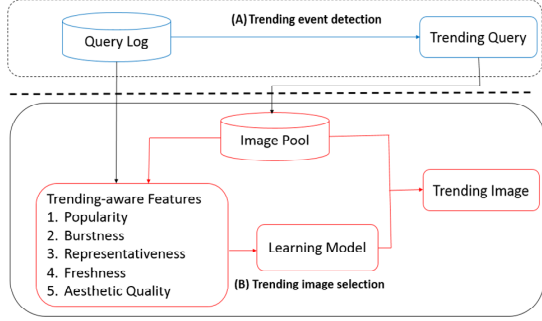 (A) Trending event detection
Query Log
Trending Query
Image Pool
Trending-aware Features
1. Popularity
2. Burstness
3. Representativeness
4. Freshness
5. Aesthetic Quality
Learning Model
Trending Image
(B) Trending image selection